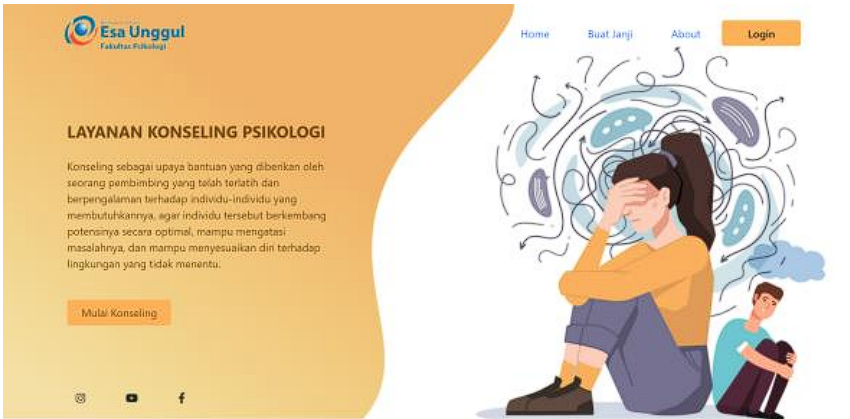 Esa Unggul
Fakultas Psikologi
Home
Buat Janji
About
Login
LAYANAN KONSELING PSIKOLOGI
Konseling sebagai upaya bantuan yang diberikan oleh
seorang pembimbing yang telah terlatih dan
berpengalaman terhadap individu-individu yang
membutuhkannya, agar individu tersebut berkembang
potensinya secara optimal, mampu mengatasi
masalahnya, dan mampu menyesuaikan diri terhadap
lingkungan yang tidak menentu.
Mulai Konseling